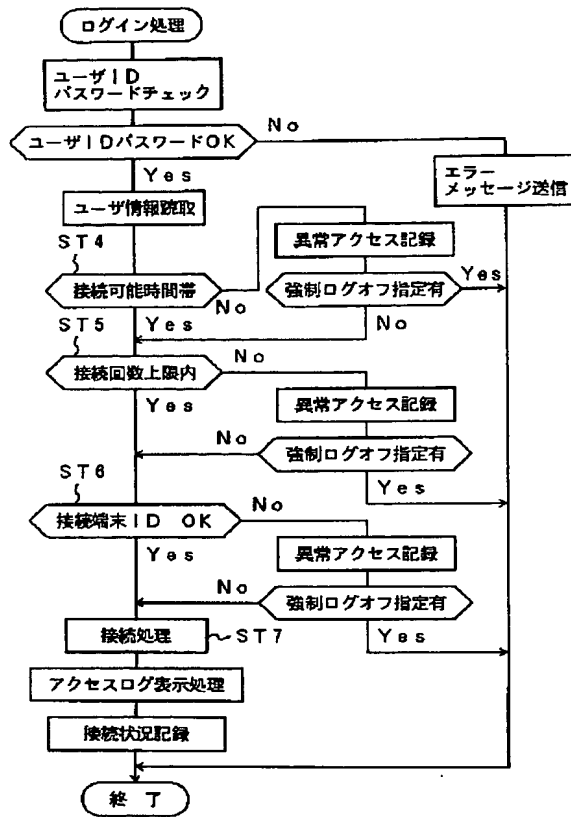 ログイン処理
ユーザID
パスワードチェック
No
ユーザIDパスワードOK
Yes
エラー
メッセージ送信
ユーザ情報読取
ST4
異常アクセス記録
接続可能時間帯
No
強制ログオフ指定有
Yes
ST5
Yes
No
接続回数上限内
No
Yes
異常アクセス記録
No
強制ログオフ指定有
ST6
Yes
接続端末ID OK
No
Yes
異常アクセス記録
No
強制ログオフ指定有
接続処理
ST7
Yes
アクセスログ表示処理
接続状況記録
終了